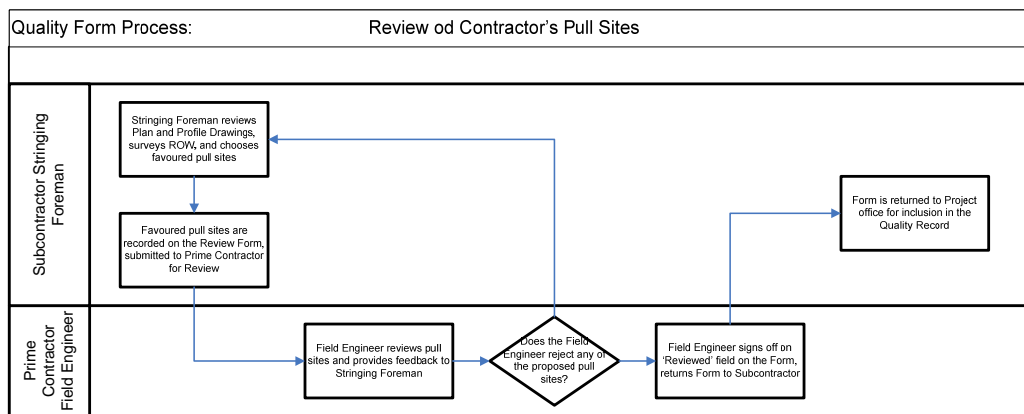 Quality Form Process: Review od Contractor's Pull Sites
Subcontractor Stringing
Foreman
Stringing Foreman reviews
Plan and Profile Drawings,
surveys ROW, and chooses
favoured pull sites
Favoured pull sites are
recorded on the Review Form,
submitted to Prime Contractor
for Review
Form is returned to Project
office for inclusion in the
Quality Record
Prime
Contractor
Field Engineer
Field Engineer reviews pull
sites and provides feedback to
Stringing Foreman
Does the Field
Engineer reject any of
the proposed pull
sites?
Field Engineer signs off on
‘Reviewed’ field on the Form,
returns Form to Subcontractor